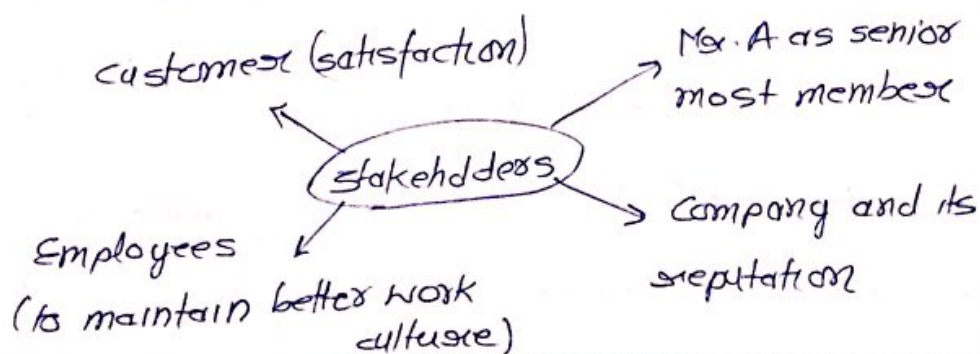 customer (satisfaction)
Mr. A as senior
most member
stakeholders
Employees
(to maintain better work
culture)
Company and its
reputation